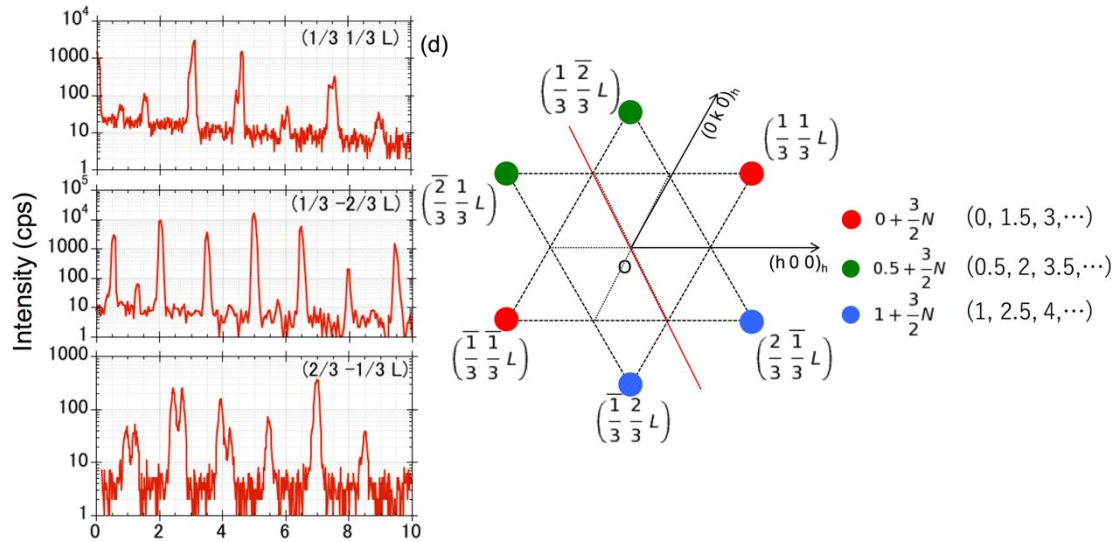 Intensity (cps)
10⁴
1000
100
10
1
(1/3 1/3 L)
10⁵
10⁴
1000
100
10
1
(1/3 -2/3 L)
1000
100
10
1
(2/3 -1/3 L)
0 2 4 6 8 10
(d)
(1/3 2̅/3 L)
(0 k 0)ₕ
(1/3 1/3 L)
(2̅/3 1/3 L)
O
(h 0 0)ₕ
(1̅/3 1̅/3 L)
(2/3 1̅/3 L)
(1̅/3 2/3 L)
0 + 3/2 N (0, 1.5, 3,⋯)
0.5 + 3/2 N (0.5, 2, 3.5,⋯)
1 + 3/2 N (1, 2.5, 4,⋯)